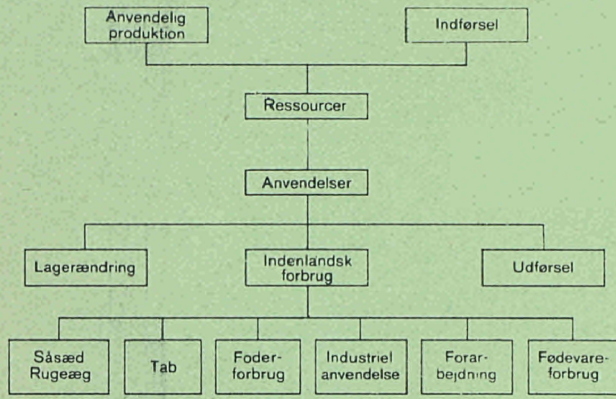 Anvendelig
produktion
Indførsel
Ressourcer
Anvendelser
Lagerændring
Indenlandsk
forbrug
Udførsel
Såsæd
Rugeæg
Tab
Foder-
forbrug
Industriel
anvendelse
Forar-
bejdning
Fødevare-
forbrug